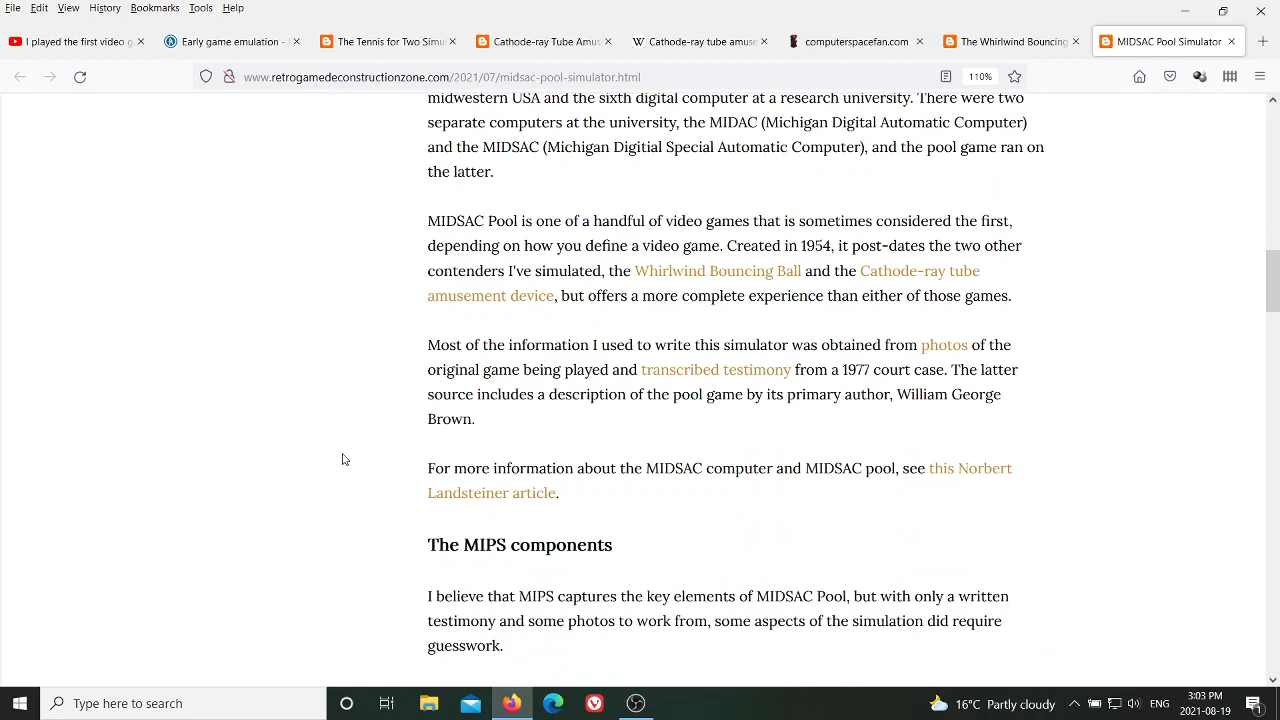 File Edit View History Bookmarks Tools Help
I played the first video g
Early game emulation - F
The Tennis for Two Simul
Cathode-ray Tube Amus
Cathode-ray tube amuse
computerspacefan.com
The Whirlwind Bouncing
MIDSAC Pool Simulator
www.retrogamedeconstructionzone.com/2021/07/midsac-pool-simulator.html
110%
midwestern USA and the sixth digital computer at a research university. There were two
separate computers at the university, the MIDAC (Michigan Digital Automatic Computer)
and the MIDSAC (Michigan Digitial Special Automatic Computer), and the pool game ran on
the latter.
MIDSAC Pool is one of a handful of video games that is sometimes considered the first,
depending on how you define a video game. Created in 1954, it post-dates the two other
contenders I've simulated, the Whirlwind Bouncing Ball and the Cathode-ray tube
amusement device, but offers a more complete experience than either of those games.
Most of the information I used to write this simulator was obtained from photos of the
original game being played and transcribed testimony from a 1977 court case. The latter
source includes a description of the pool game by its primary author, William George
Brown.
For more information about the MIDSAC computer and MIDSAC pool, see this Norbert
Landsteiner article.
The MIPS components
I believe that MIPS captures the key elements of MIDSAC Pool, but with only a written
testimony and some photos to work from, some aspects of the simulation did require
guesswork.
Type here to search
16°C Partly cloudy
ENG
3:03 PM
2021-08-19
1